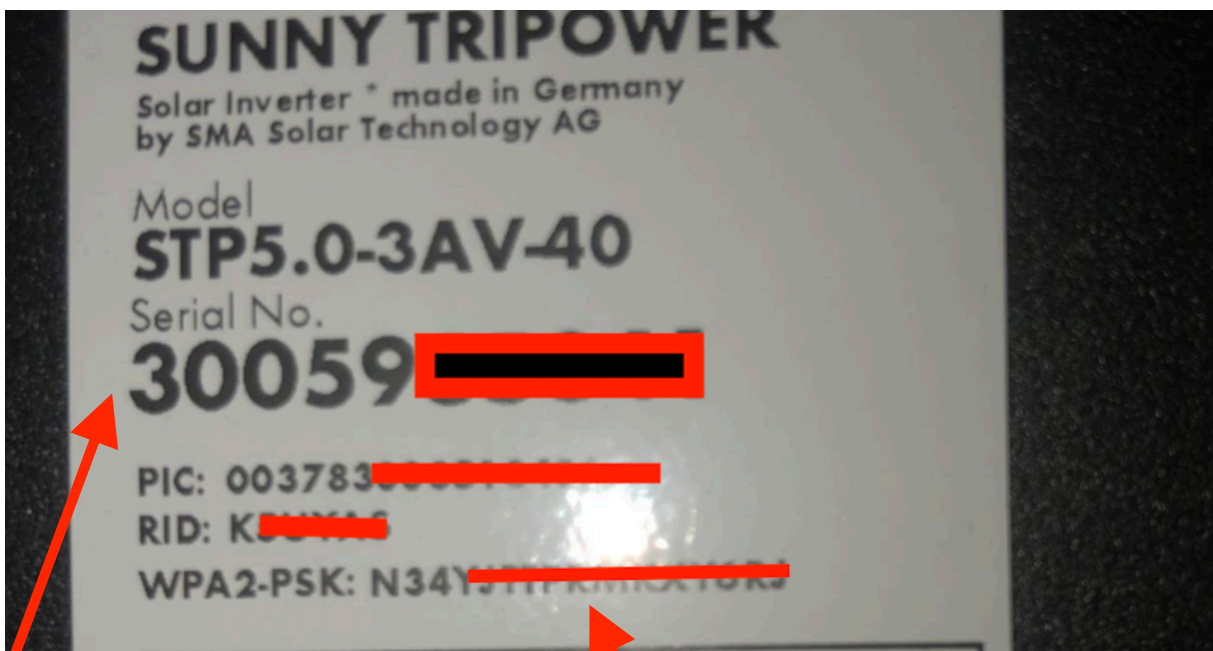 SUNNY TRIPOWER
Solar Inverter * made in Germany
by SMA Solar Technology AG
Model
STP5.0-3AV-40
Serial No.
30059
PIC: 003783
RID: K
WPA2-PSK: N34Y